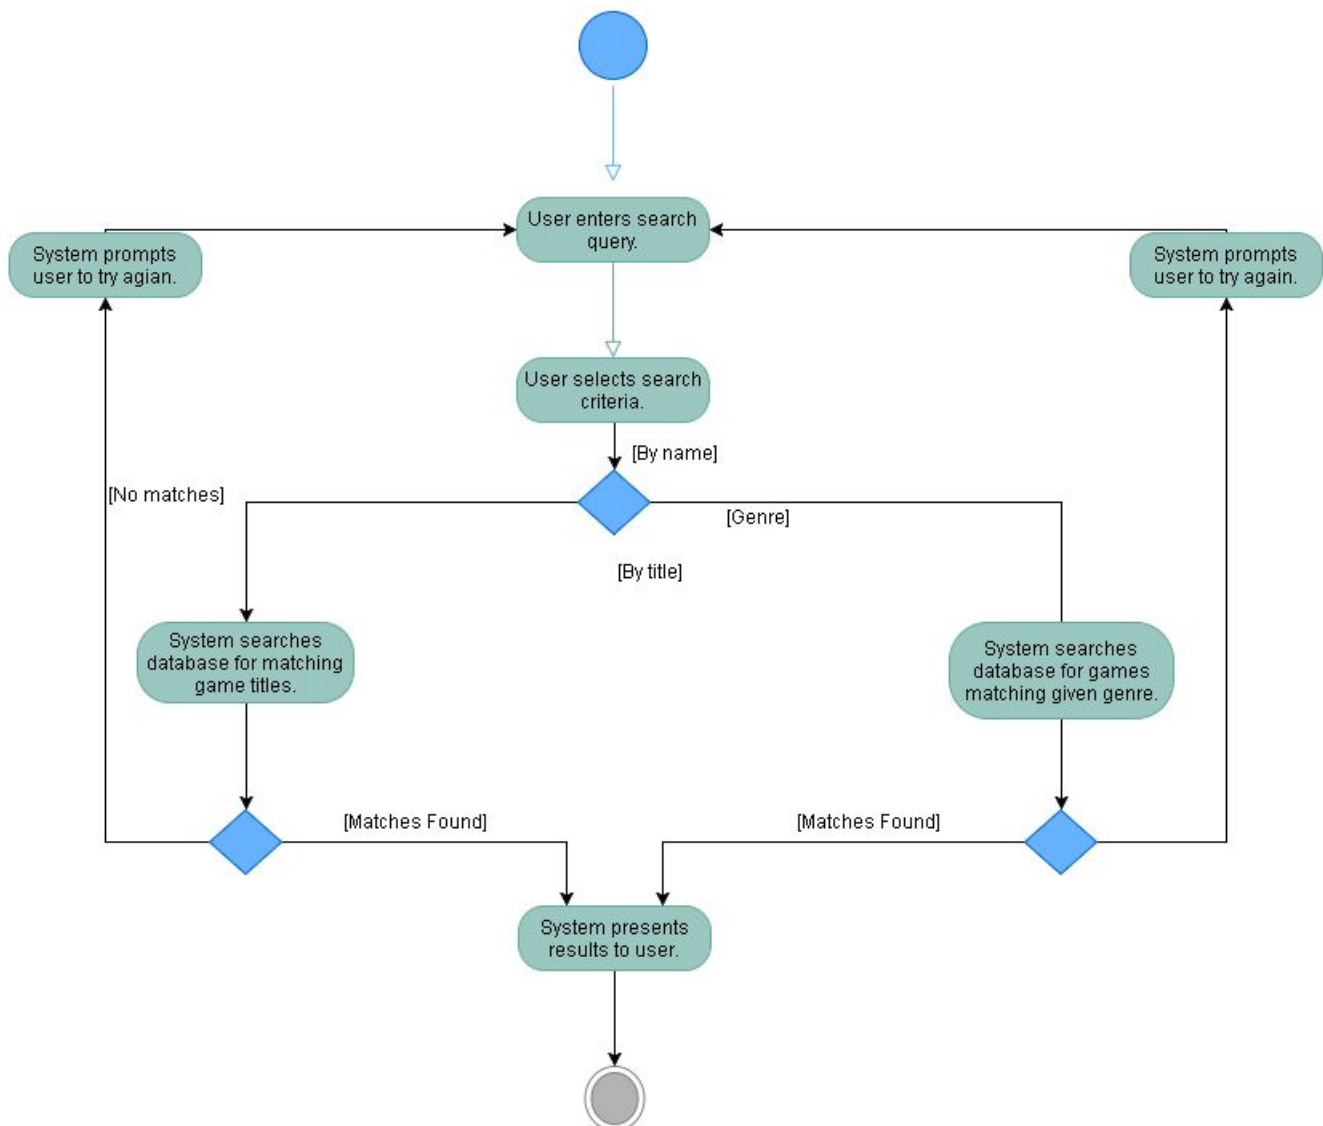 User enters search
query.
System prompts
user to try agian.
System prompts
user to try again.
User selects search
criteria.
[By name]
[No matches]
[Genre]
[By title]
System searches
database for matching
game titles.
System searches
database for games
matching given genre.
[Matches Found]
[Matches Found]
System presents
results to user.